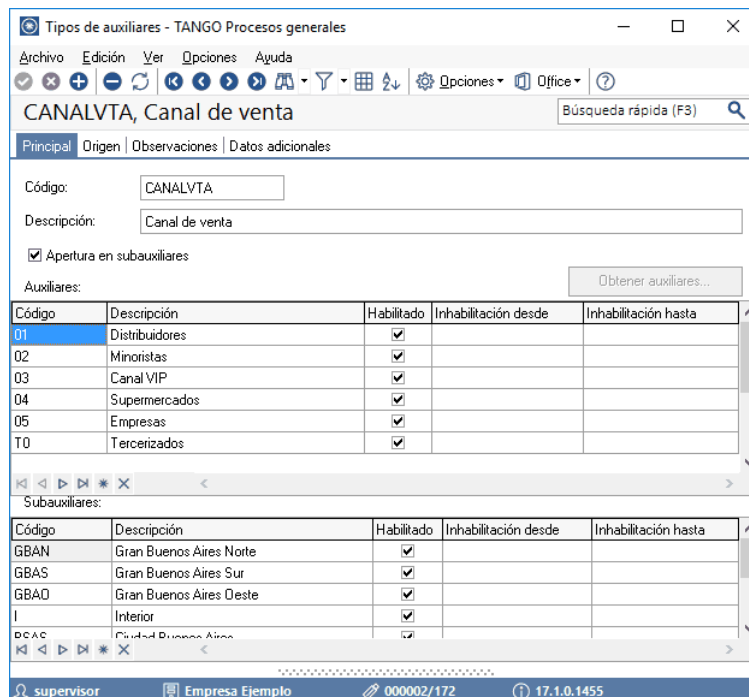 Tipos de auxiliares - TANGO Procesos generales
Archivo Edición Ver Opciones Ayuda
Opciones Office
CANALVTA, Canal de venta
Búsqueda rápida (F3)
Principal Origen Observaciones Datos adicionales
Código: CANALVTA
Descripción: Canal de venta
Apertura en subauxiliares
Obtener auxiliares...
Auxiliares:
Código Descripción Habilitado Inhabilitación desde Inhabilitación hasta
01 Distribuidores
02 Minoristas
03 Canal VIP
04 Supermercados
05 Empresas
T0 Tercerizados
Subauxiliares:
Código Descripción Habilitado Inhabilitación desde Inhabilitación hasta
GBAN Gran Buenos Aires Norte
GBAS Gran Buenos Aires Sur
GBAO Gran Buenos Aires Oeste
I Interior
Ciudad Buenos Aires
supervisor Empresa Ejemplo 000002/172 17.1.0.1455